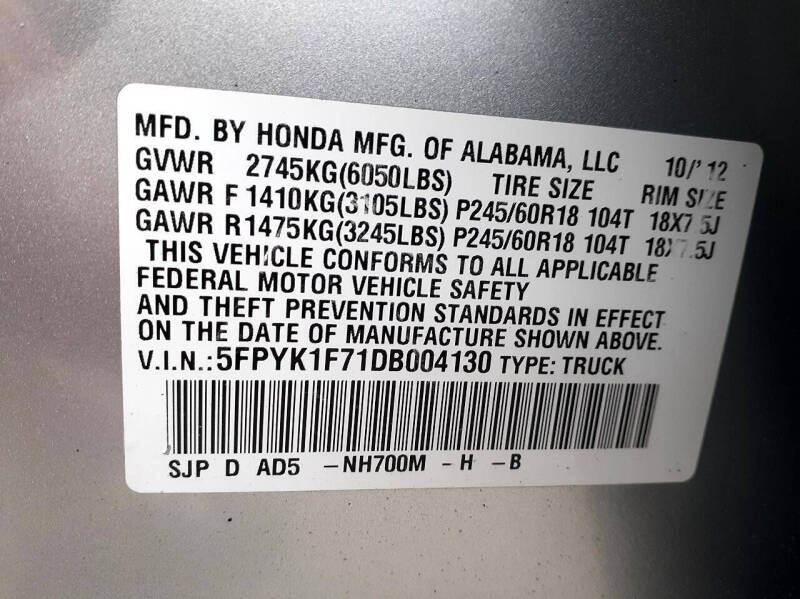 MFD. BY HONDA MFG. OF ALABAMA, LLC 10/'12
GVWR 2745KG(6050LBS) TIRE SIZE RIM SIZE
GAWR F 1410KG(3105LBS) P245/60R18 104T 18X7.5J
GAWR R 1475KG(3245LBS) P245/60R18 104T 18X7.5J
THIS VEHICLE CONFORMS TO ALL APPLICABLE
FEDERAL MOTOR VEHICLE SAFETY
AND THEFT PREVENTION STANDARDS IN EFFECT
ON THE DATE OF MANUFACTURE SHOWN ABOVE.
V.I.N.:5FPYK1F71DB004130 TYPE: TRUCK
SJP D AD5 -NH700M -H -B